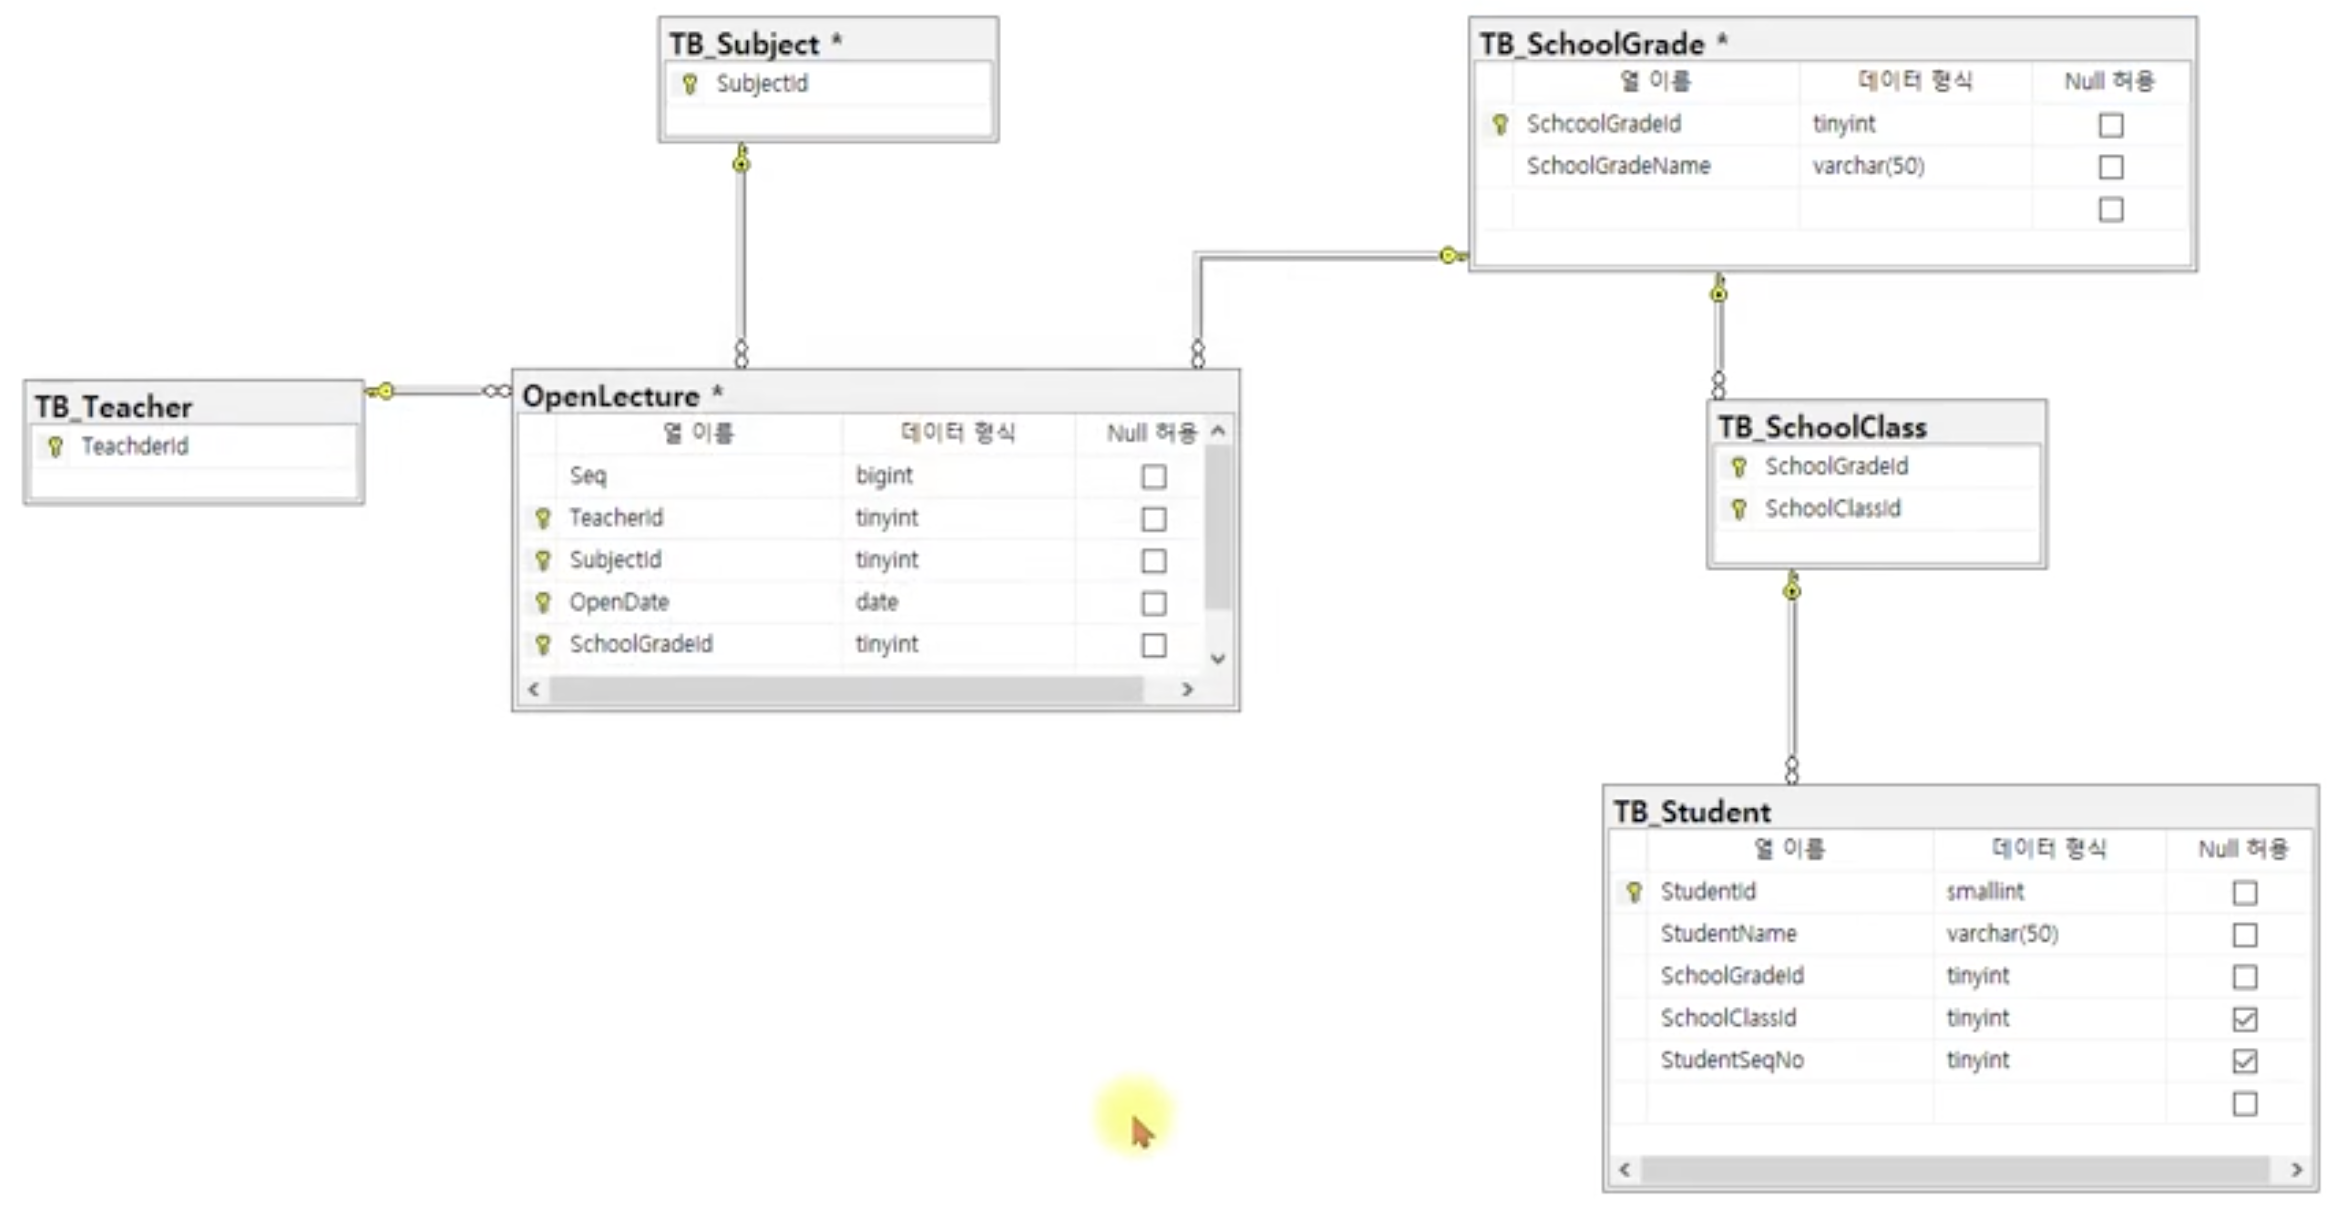 TB_Subject *
SubjectId
TB_SchoolGrade *
열 이름 데이터 형식 Null 허용
SchcoolGradeId tinyint
SchoolGradeName varchar(50)
TB_Teacher
TeachderId
OpenLecture *
열 이름 데이터 형식 Null 허용
Seq bigint
TeacherId tinyint
SubjectId tinyint
OpenDate date
SchoolGradeId tinyint
TB_SchoolClass
SchoolGradeId
SchoolClassId
TB_Student
열 이름 데이터 형식 Null 허용
StudentId smallint
StudentName varchar(50)
SchoolGradeId tinyint
SchoolClassId tinyint
StudentSeqNo tinyint